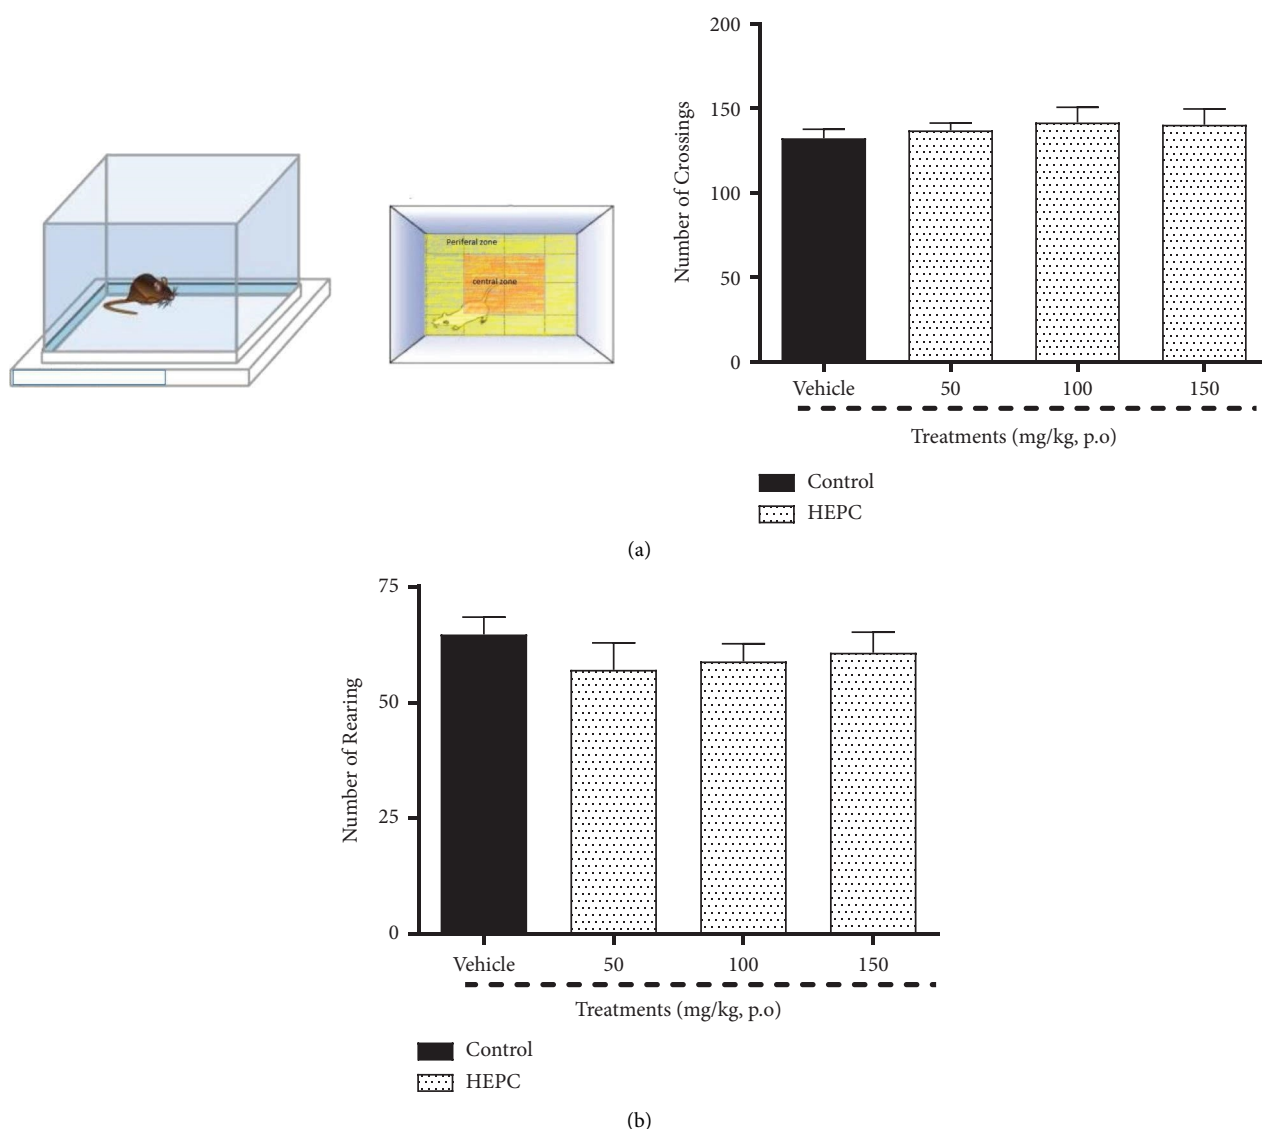 Periferal zone
central zone
200
150
100
50
0
Number of Crossings
Vehicle 50 100 150
Treatments (mg/kg, p.o)
Control
HEPC
(a)
75
50
25
0
Number of Rearing
Vehicle 50 100 150
Treatments (mg/kg, p.o)
Control
HEPC
(b)